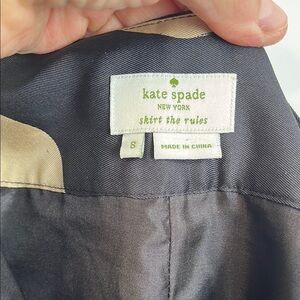 kate spade
NEW YORK
skirt the rules
8
MADE IN CHINA